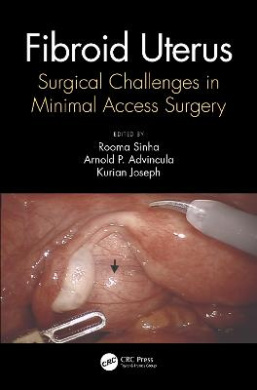 Fibroid Uterus
Surgical Challenges in
Minimal Access Surgery
EDITED BY
Rooma Sinha
Arnold P. Advincula
Kurian Joseph
CRC
CRC Press
Taylor & Francis Group